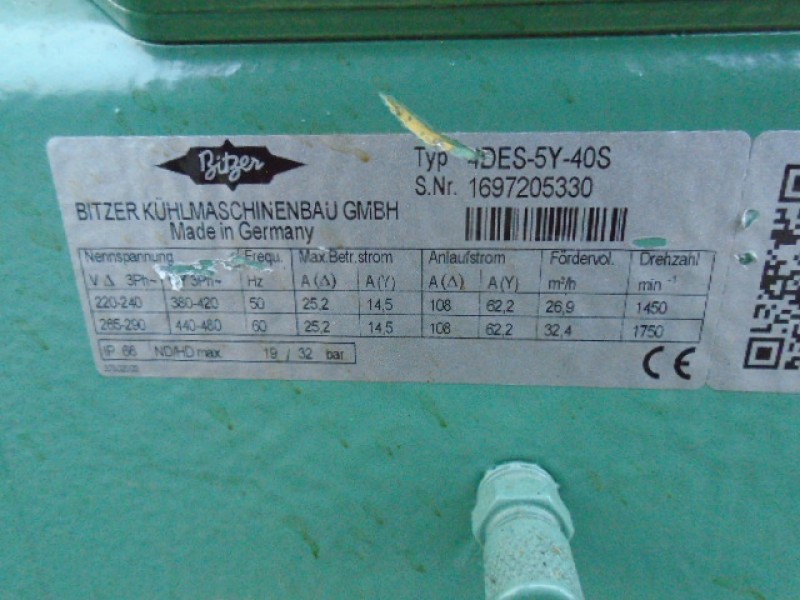 Bitzer
Typ 4DES-5Y-40S
S.Nr. 1697205330
BITZER KÜHLMASCHINENBAU GMBH
Made in Germany
Nennspannung Frequ. Max.Betr.strom Anlaufstrom Fördervol. Drehzahl
V Δ 3Ph~ Y 3Ph~ Hz A (Δ) A (Y) A (Δ) A (Y) m³/h min⁻¹
220-240 380-420 50 25,2 14,5 108 62,2 26,9 1450
265-290 440-480 60 25,2 14,5 108 62,2 32,4 1750
IP 66 ND/HD max. 19 / 32 bar
CE